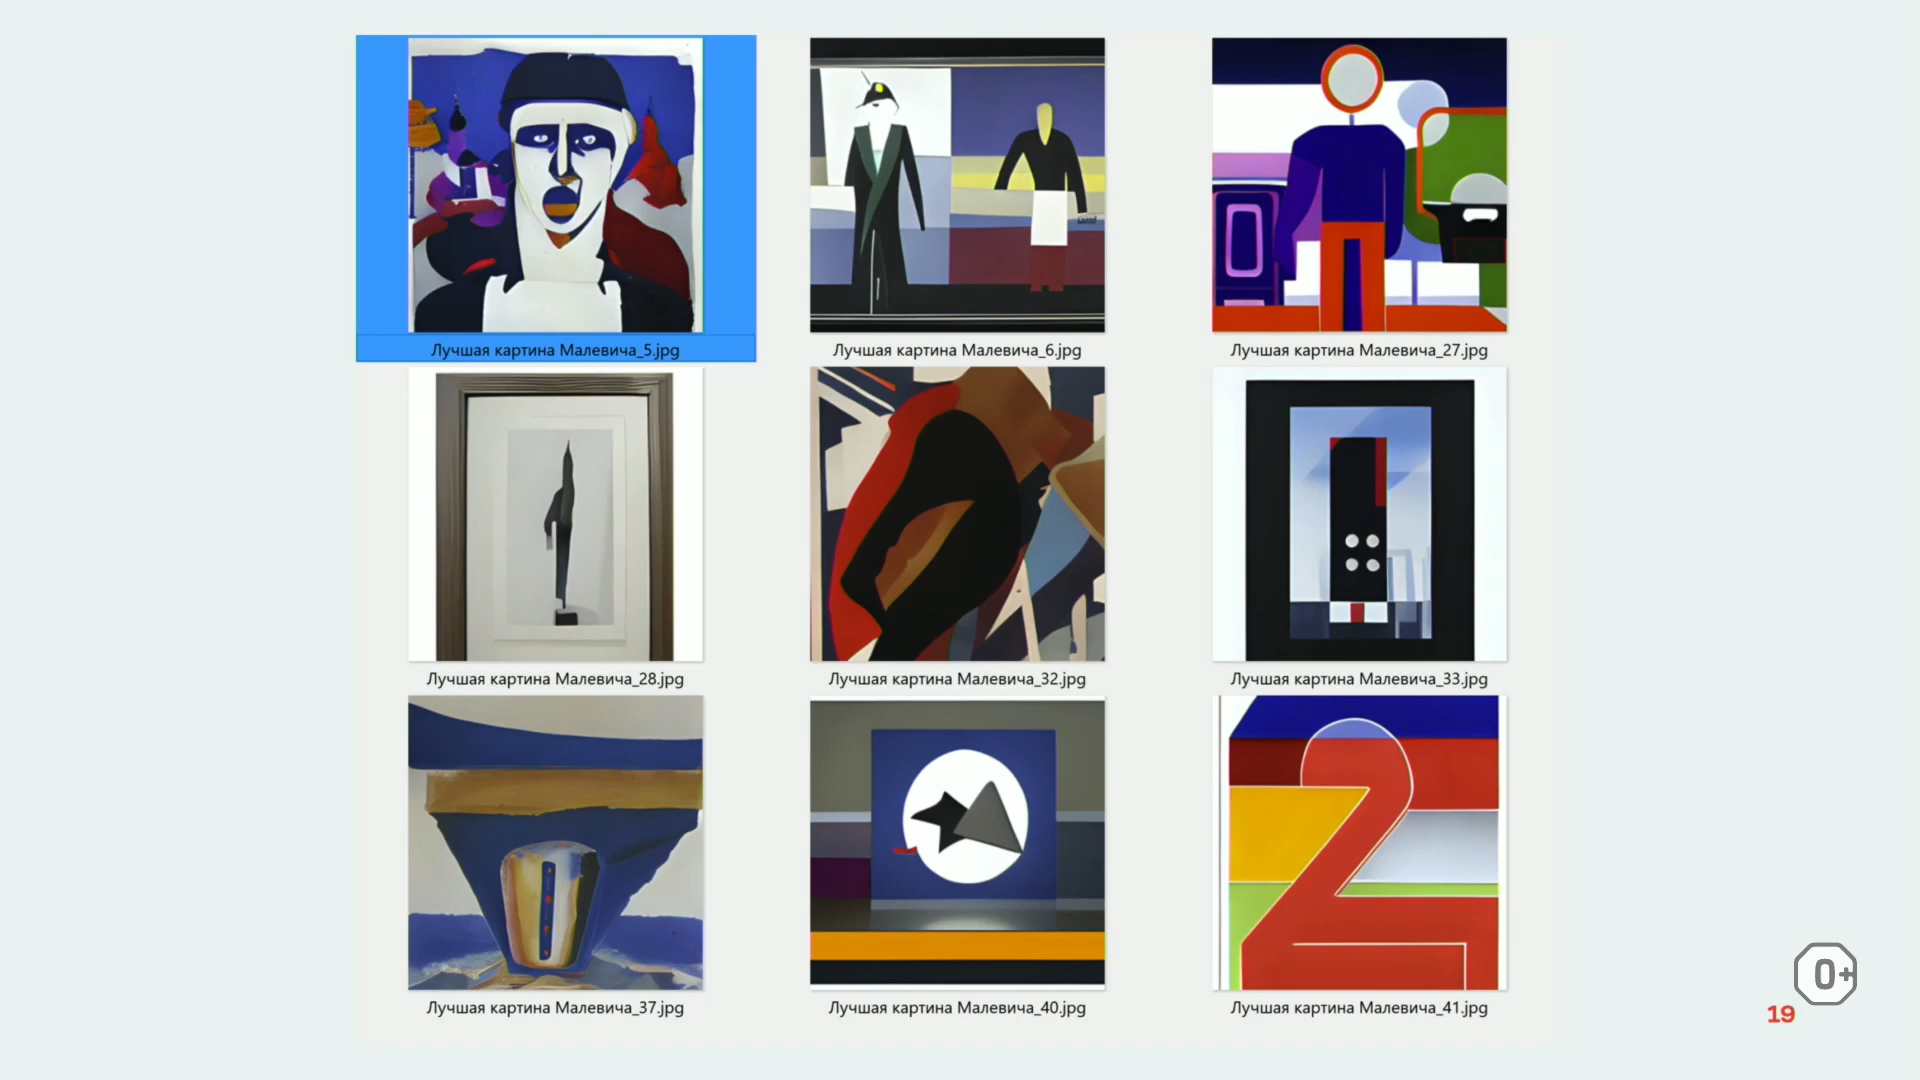 Лучшая картина Малевича_5.jpg
Лучшая картина Малевича_6.jpg
Лучшая картина Малевича_27.jpg
Лучшая картина Малевича_28.jpg
Лучшая картина Малевича_32.jpg
Лучшая картина Малевича_33.jpg
Лучшая картина Малевича_37.jpg
Лучшая картина Малевича_40.jpg
Лучшая картина Малевича_41.jpg
0+
19